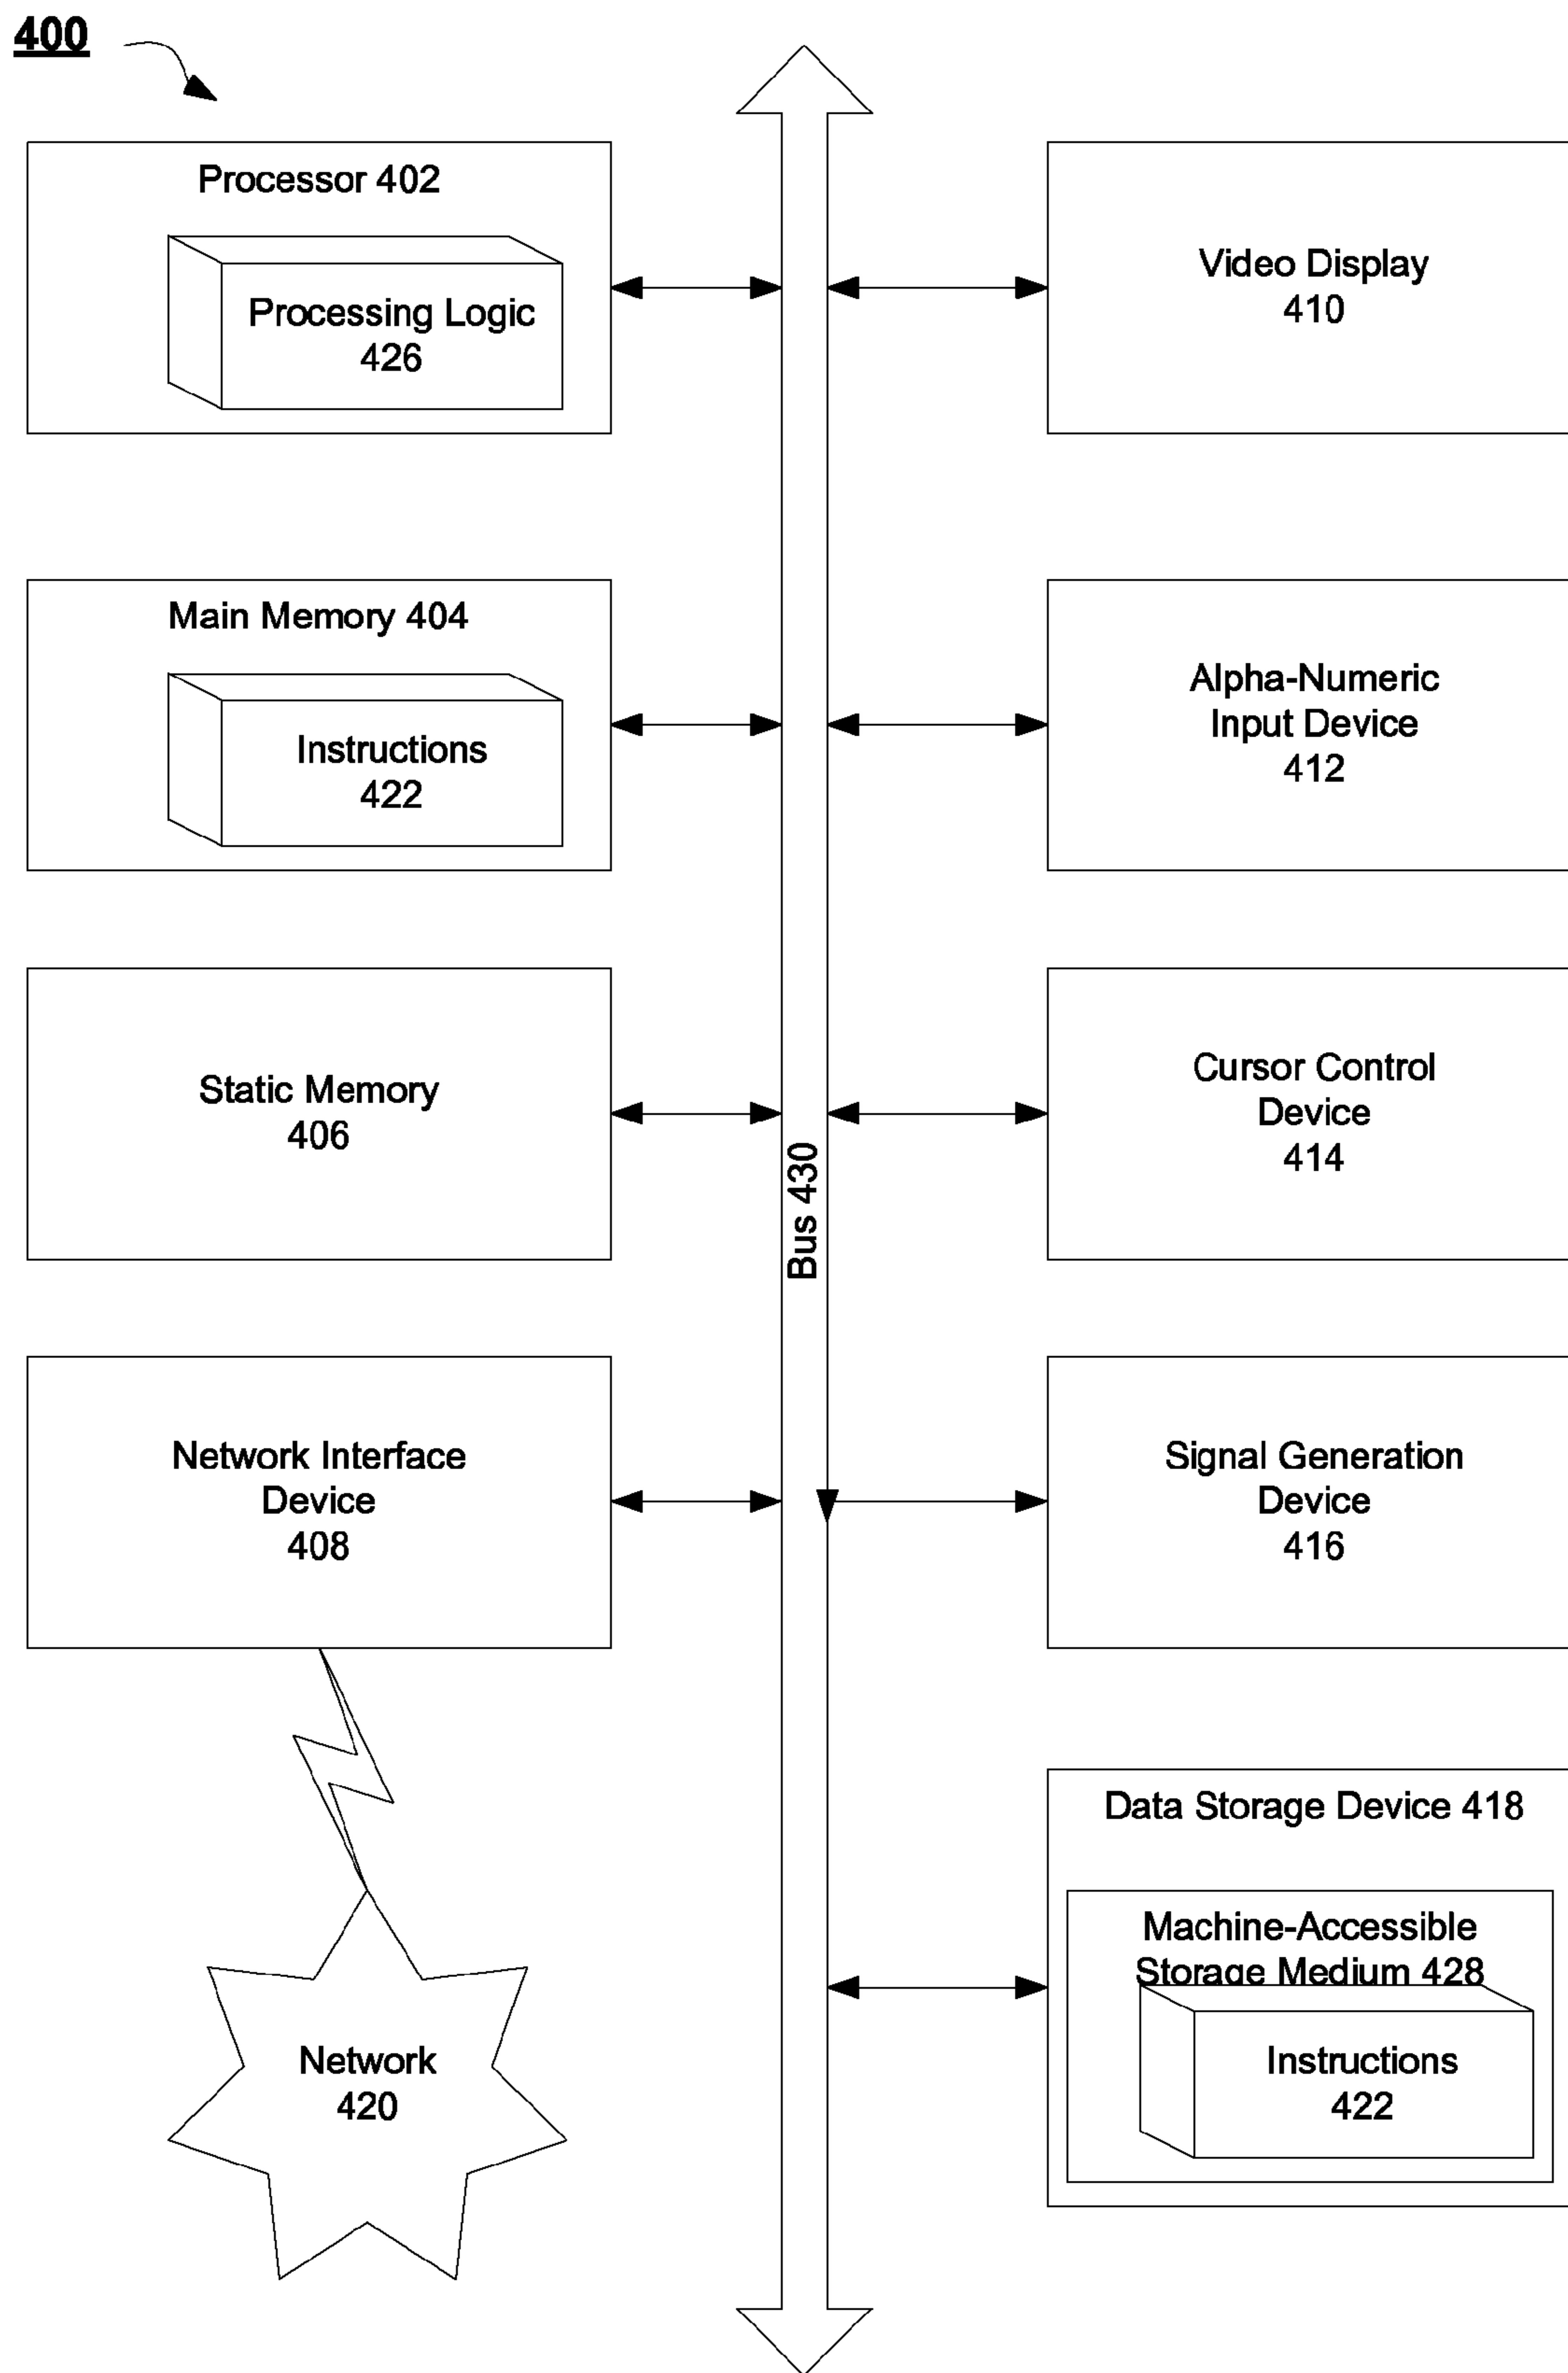 400
Processor 402
Processing Logic
426
Video Display
410
Main Memory 404
Instructions
422
Alpha-Numeric
Input Device
412
Static Memory
406
Cursor Control
Device
414
Bus 430
Network Interface
Device
408
Signal Generation
Device
416
Data Storage Device 418
Machine-Accessible
Storage Medium 428
Instructions
422
Network
420